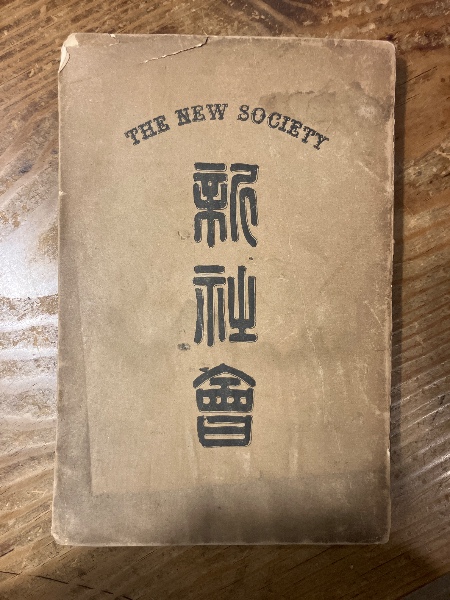 THE NEW SOCIETY
新社會